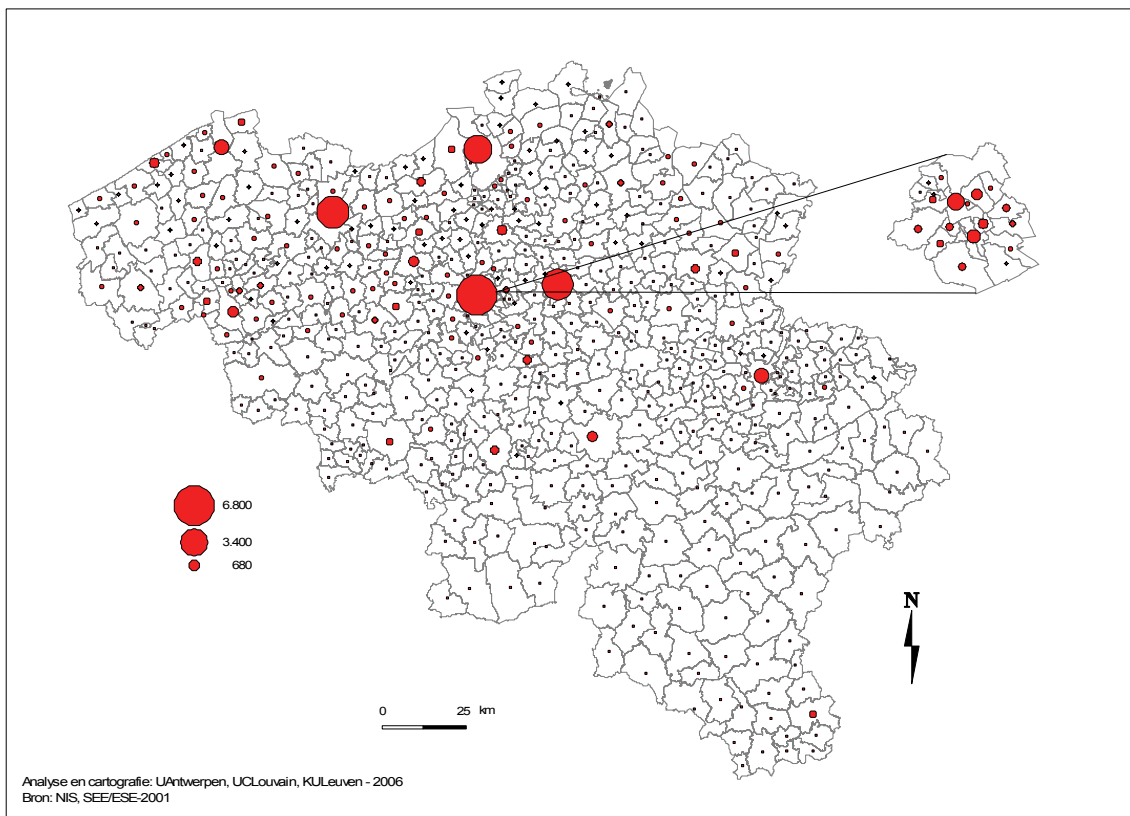 6.800
3.400
680
N
0 25 km
Analyse en cartografie: UAntwerpen, UCLouvain, KULeuven - 2006
Bron: NIS, SEE/ESE-2001